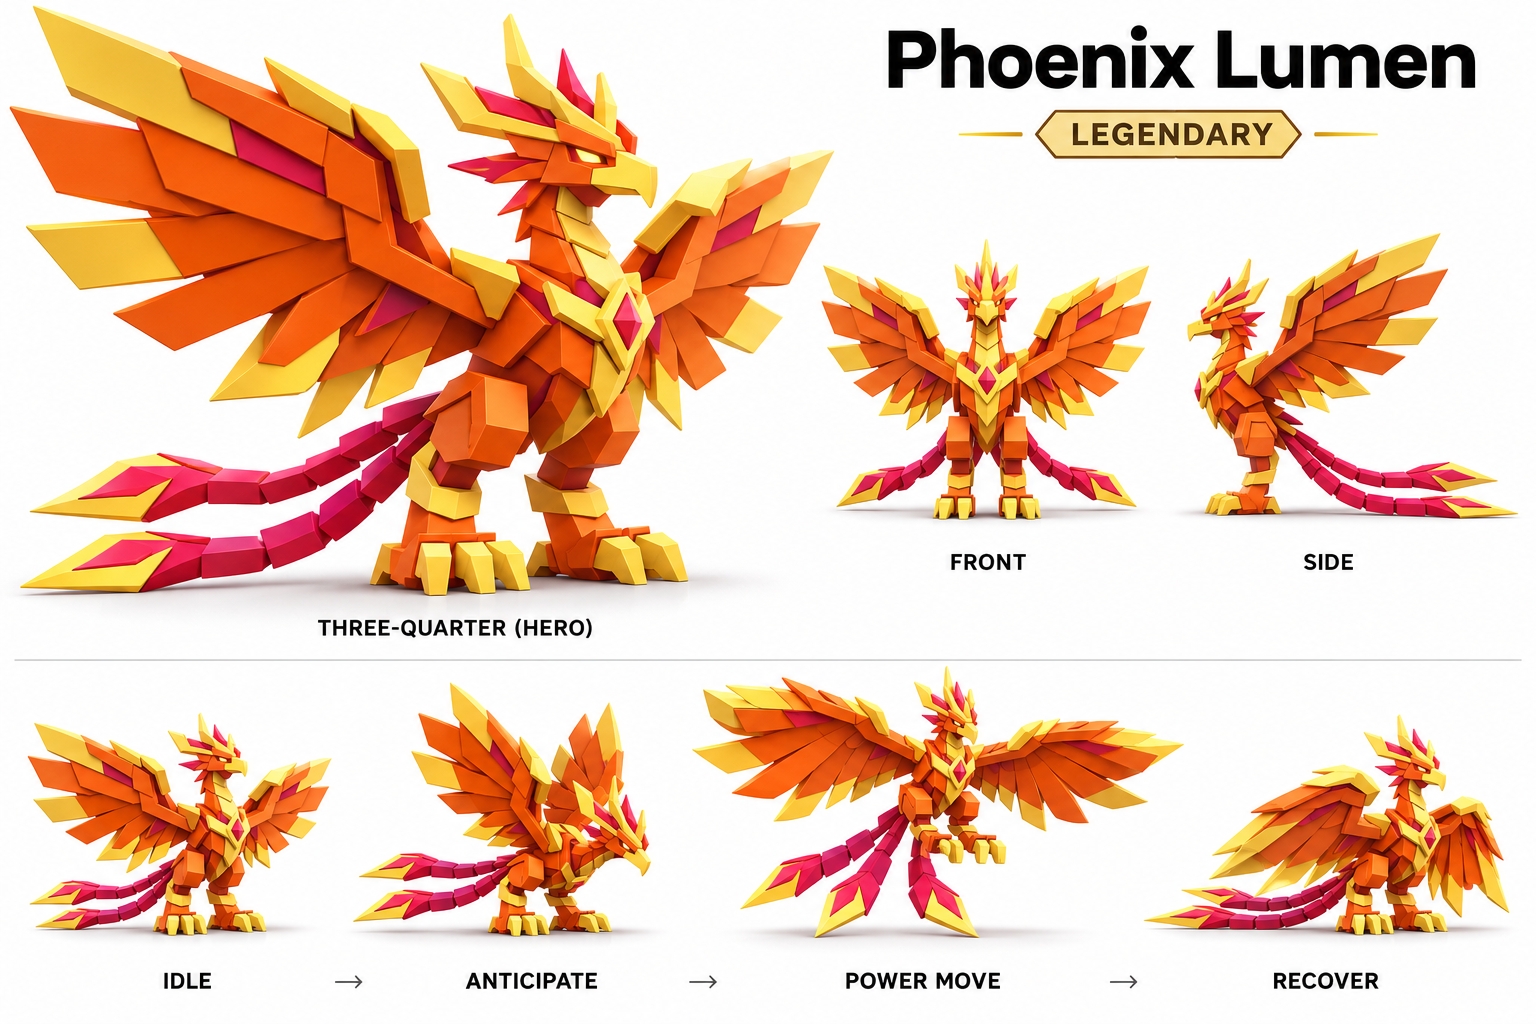 Phoenix Lumen
LEGENDARY
FRONT
SIDE
THREE-QUARTER (HERO)
IDLE → ANTICIPATE → POWER MOVE → RECOVER